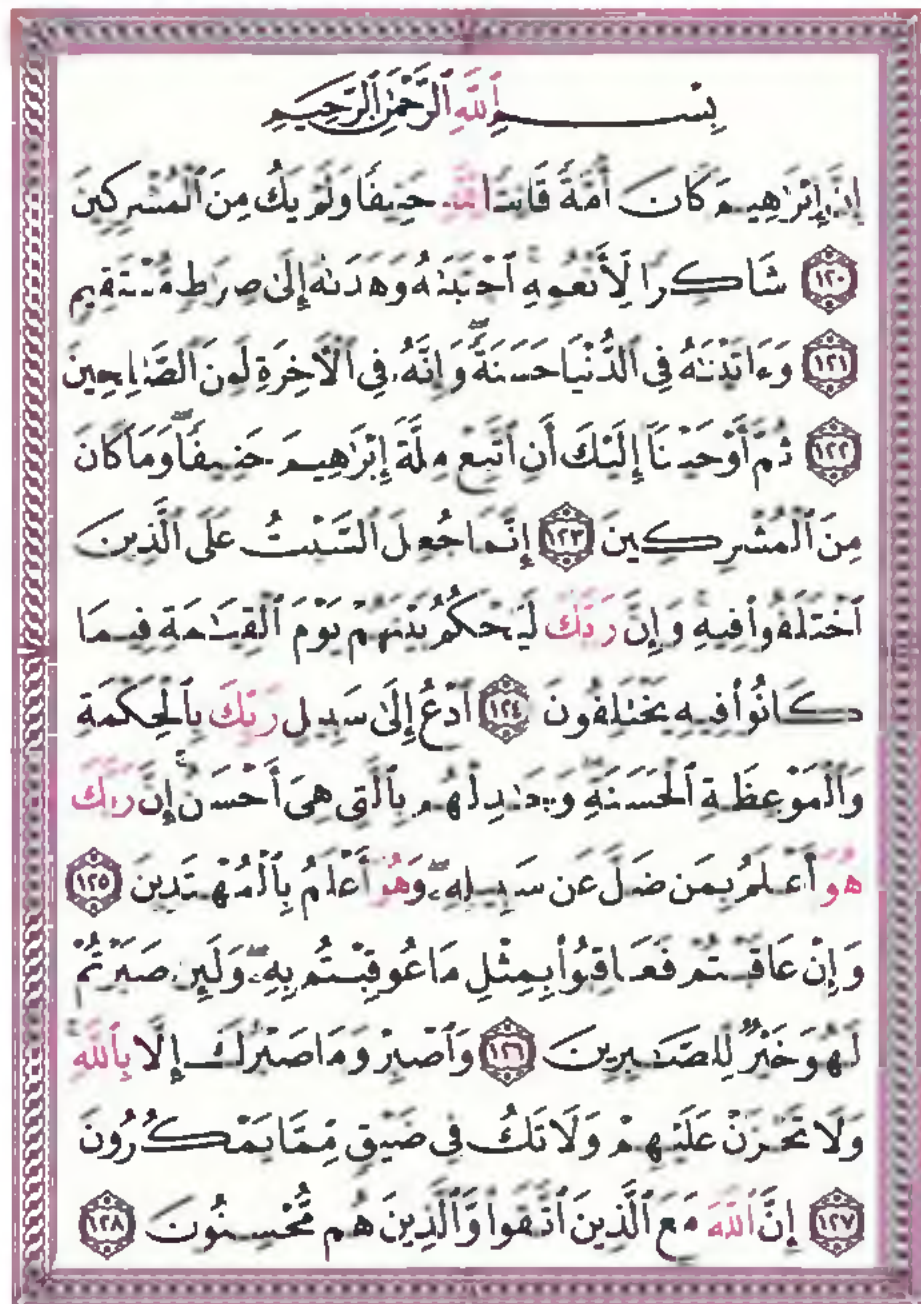 بِسْمِ ٱللَّهِ ٱلرَّحْمَٰنِ ٱلرَّحِيمِ
إِنَّ إِبْرَٰهِيمَ كَانَ أُمَّةً قَانِتًا لِّلَّهِ حَنِيفًا وَلَمْ يَكُ مِنَ ٱلْمُشْرِكِينَ
﴿١٢٠﴾ شَاكِرًا لِّأَنْعُمِهِ ٱجْتَبَىٰهُ وَهَدَىٰهُ إِلَىٰ صِرَٰطٍ مُّسْتَقِيمٍ
﴿١٢١﴾ وَءَاتَيْنَٰهُ فِى ٱلدُّنْيَا حَسَنَةً ۖ وَإِنَّهُۥ فِى ٱلْءَاخِرَةِ لَمِنَ ٱلصَّٰلِحِينَ
﴿١٢٢﴾ ثُمَّ أَوْحَيْنَآ إِلَيْكَ أَنِ ٱتَّبِعْ مِلَّةَ إِبْرَٰهِيمَ حَنِيفًا ۖ وَمَا كَانَ
مِنَ ٱلْمُشْرِكِينَ ﴿١٢٣﴾ إِنَّمَا جُعِلَ ٱلسَّبْتُ عَلَى ٱلَّذِينَ
ٱخْتَلَفُوا۟ فِيهِ ۚ وَإِنَّ رَبَّكَ لَيَحْكُمُ بَيْنَهُمْ يَوْمَ ٱلْقِيَٰمَةِ فِيمَا
كَانُوا۟ فِيهِ يَخْتَلِفُونَ ﴿١٢٤﴾ ٱدْعُ إِلَىٰ سَبِيلِ رَبِّكَ بِٱلْحِكْمَةِ
وَٱلْمَوْعِظَةِ ٱلْحَسَنَةِ ۖ وَجَٰدِلْهُم بِٱلَّتِى هِىَ أَحْسَنُ ۚ إِنَّ رَبَّكَ
هُوَ أَعْلَمُ بِمَن ضَلَّ عَن سَبِيلِهِۦ ۖ وَهُوَ أَعْلَمُ بِٱلْمُهْتَدِينَ ﴿١٢٥﴾
وَإِنْ عَاقَبْتُمْ فَعَاقِبُوا۟ بِمِثْلِ مَا عُوقِبْتُم بِهِۦ ۖ وَلَئِن صَبَرْتُمْ
لَهُوَ خَيْرٌ لِّلصَّٰبِرِينَ ﴿١٢٦﴾ وَٱصْبِرْ وَمَا صَبْرُكَ إِلَّا بِٱللَّهِ ۚ
وَلَا تَحْزَنْ عَلَيْهِمْ وَلَا تَكُ فِى ضَيْقٍ مِّمَّا يَمْكُرُونَ
﴿١٢٧﴾ إِنَّ ٱللَّهَ مَعَ ٱلَّذِينَ ٱتَّقَوا۟ وَّٱلَّذِينَ هُم مُّحْسِنُونَ ﴿١٢٨﴾